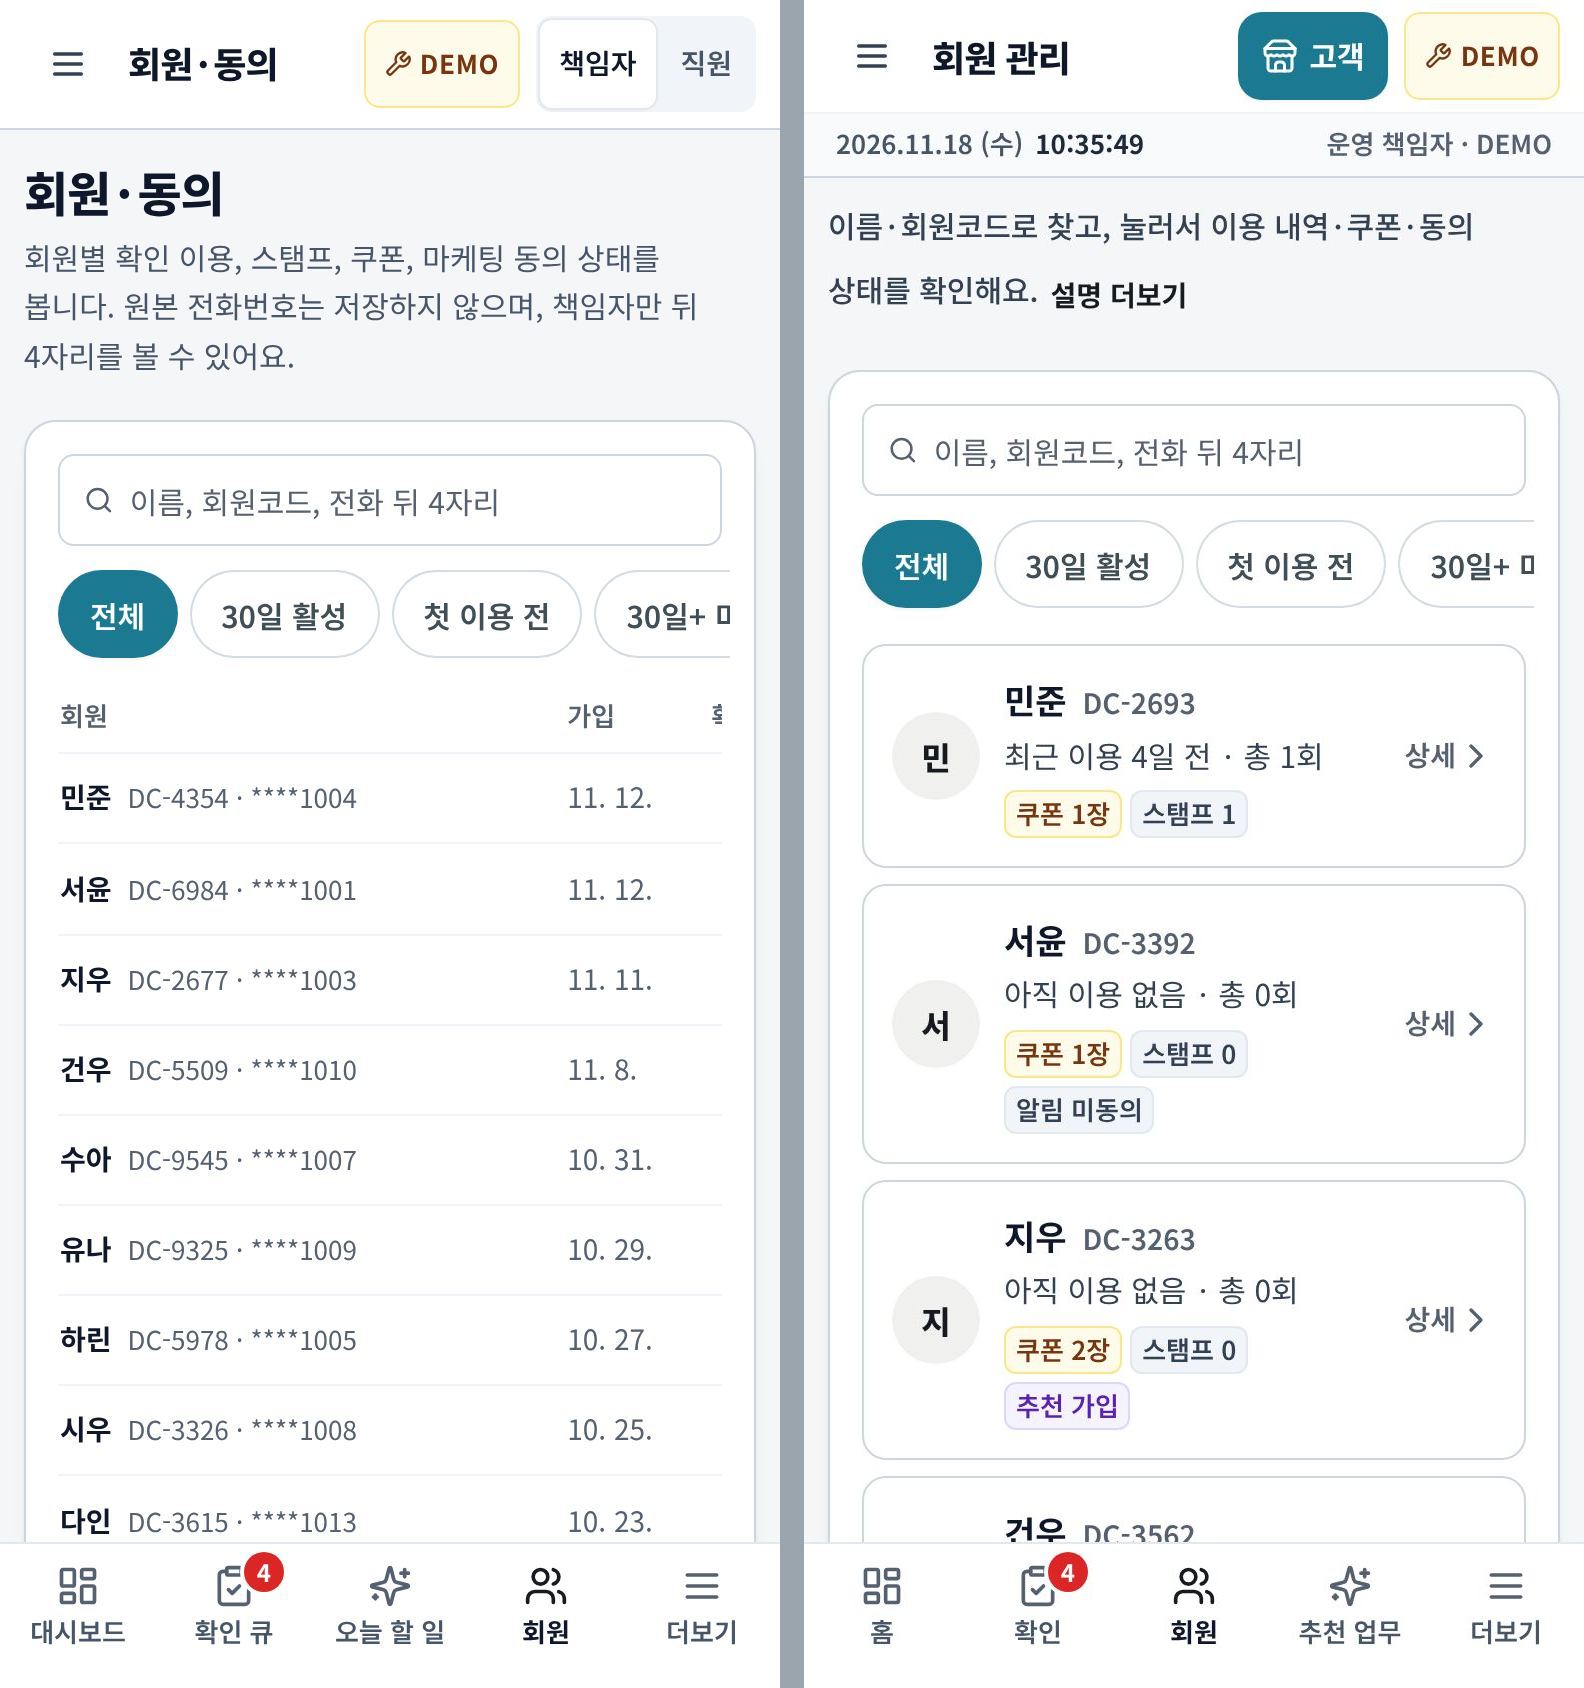 회원·동의
DEMO
책임자
직원
회원·동의
회원별 확인 이용, 스탬프, 쿠폰, 마케팅 동의 상태를
봅니다. 원본 전화번호는 저장하지 않으며, 책임자만 뒤
4자리를 볼 수 있어요.
이름, 회원코드, 전화 뒤 4자리
전체
30일 활성
첫 이용 전
30일+
회원
가입
민준 DC-4354 · ****1004 11. 12.
서윤 DC-6984 · ****1001 11. 12.
지우 DC-2677 · ****1003 11. 11.
건우 DC-5509 · ****1010 11. 8.
수아 DC-9545 · ****1007 10. 31.
유나 DC-9325 · ****1009 10. 29.
하린 DC-5978 · ****1005 10. 27.
시우 DC-3326 · ****1008 10. 25.
다인 DC-3615 · ****1013 10. 23.
대시보드
4
확인 큐
오늘 할 일
회원
더보기
회원 관리
고객
DEMO
2026.11.18 (수) 10:35:49
운영 책임자 · DEMO
이름·회원코드로 찾고, 눌러서 이용 내역·쿠폰·동의
상태를 확인해요. 설명 더보기
이름, 회원코드, 전화 뒤 4자리
전체
30일 활성
첫 이용 전
30일+
민
민준 DC-2693
최근 이용 4일 전 · 총 1회
쿠폰 1장
스탬프 1
상세
서
서윤 DC-3392
아직 이용 없음 · 총 0회
쿠폰 1장
스탬프 0
알림 미동의
상세
지
지우 DC-3263
아직 이용 없음 · 총 0회
쿠폰 2장
스탬프 0
추천 가입
상세
건우 DC-3562
홈
4
확인
회원
추천 업무
더보기